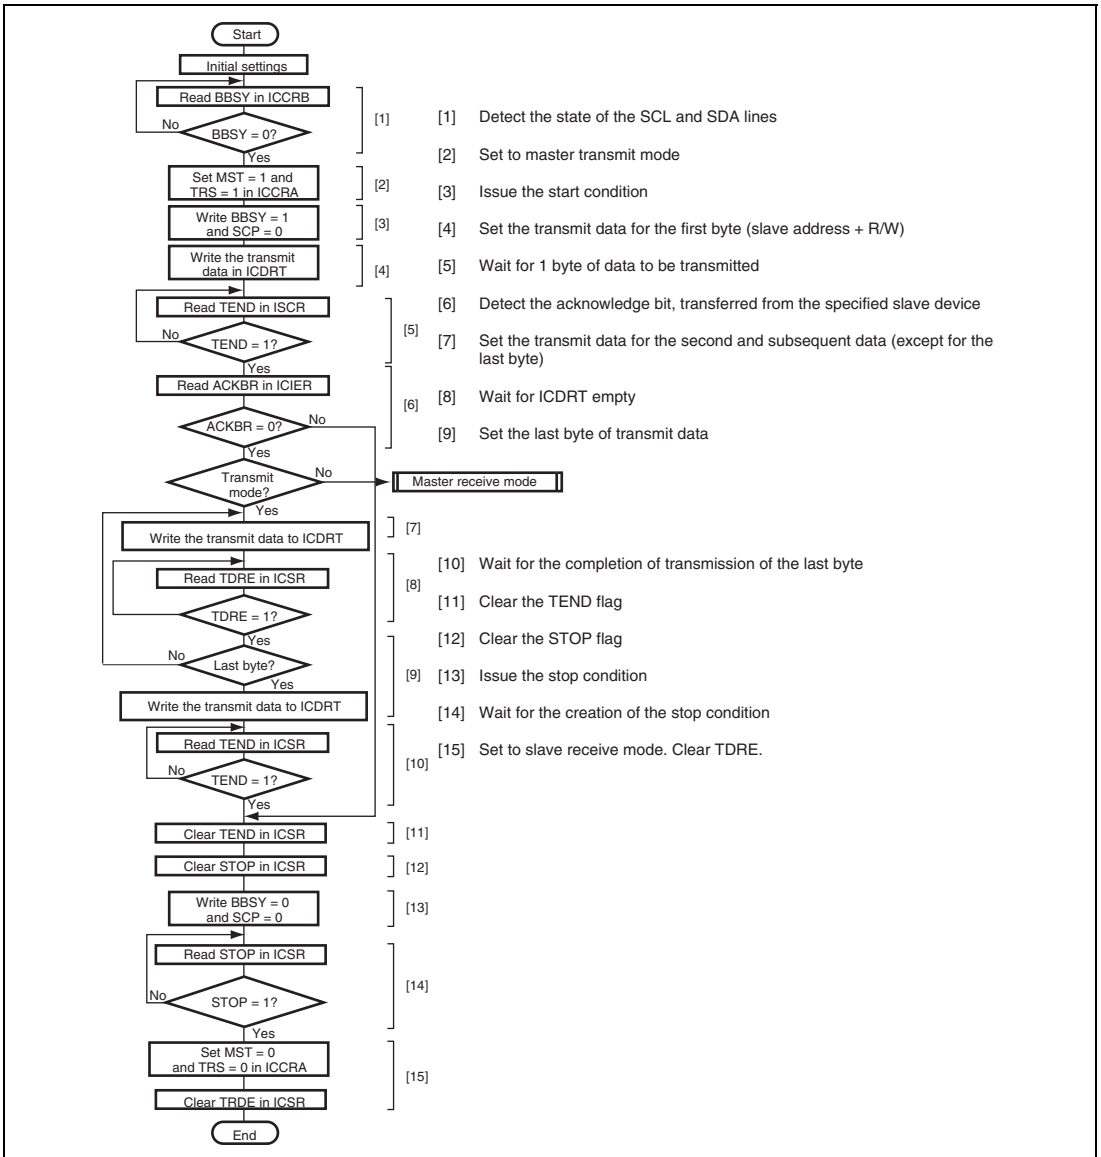 Start
Initial settings
Read BBSY in ICCRB
No
BBSY = 0?
[1]
Yes
Set MST = 1 and
TRS = 1 in ICCRA
[2]
Write BBSY = 1
and SCP = 0
[3]
Write the transmit
data in ICDRT
[4]
Read TEND in ISCR
No
TEND = 1?
[5]
Yes
Read ACKBR in ICIER
[6]
ACKBR = 0?
No
Yes
Transmit
mode?
No
Master receive mode
Yes
Write the transmit data to ICDRT
[7]
Read TDRE in ICSR
[8]
TDRE = 1?
Yes
No
Last byte?
[9]
Yes
Write the transmit data to ICDRT
Read TEND in ICSR
No
TEND = 1?
[10]
Yes
Clear TEND in ICSR
[11]
Clear STOP in ICSR
[12]
Write BBSY = 0
and SCP = 0
[13]
Read STOP in ICSR
[14]
No
STOP = 1?
Yes
Set MST = 0
and TRS = 0 in ICCRA
[15]
Clear TRDE in ICSR
End
[1] Detect the state of the SCL and SDA lines
[2] Set to master transmit mode
[3] Issue the start condition
[4] Set the transmit data for the first byte (slave address + R/W)
[5] Wait for 1 byte of data to be transmitted
[6] Detect the acknowledge bit, transferred from the specified slave device
[7] Set the transmit data for the second and subsequent data (except for the
last byte)
[8] Wait for ICDRT empty
[9] Set the last byte of transmit data
[10] Wait for the completion of transmission of the last byte
[11] Clear the TEND flag
[12] Clear the STOP flag
[13] Issue the stop condition
[14] Wait for the creation of the stop condition
[15] Set to slave receive mode. Clear TDRE.